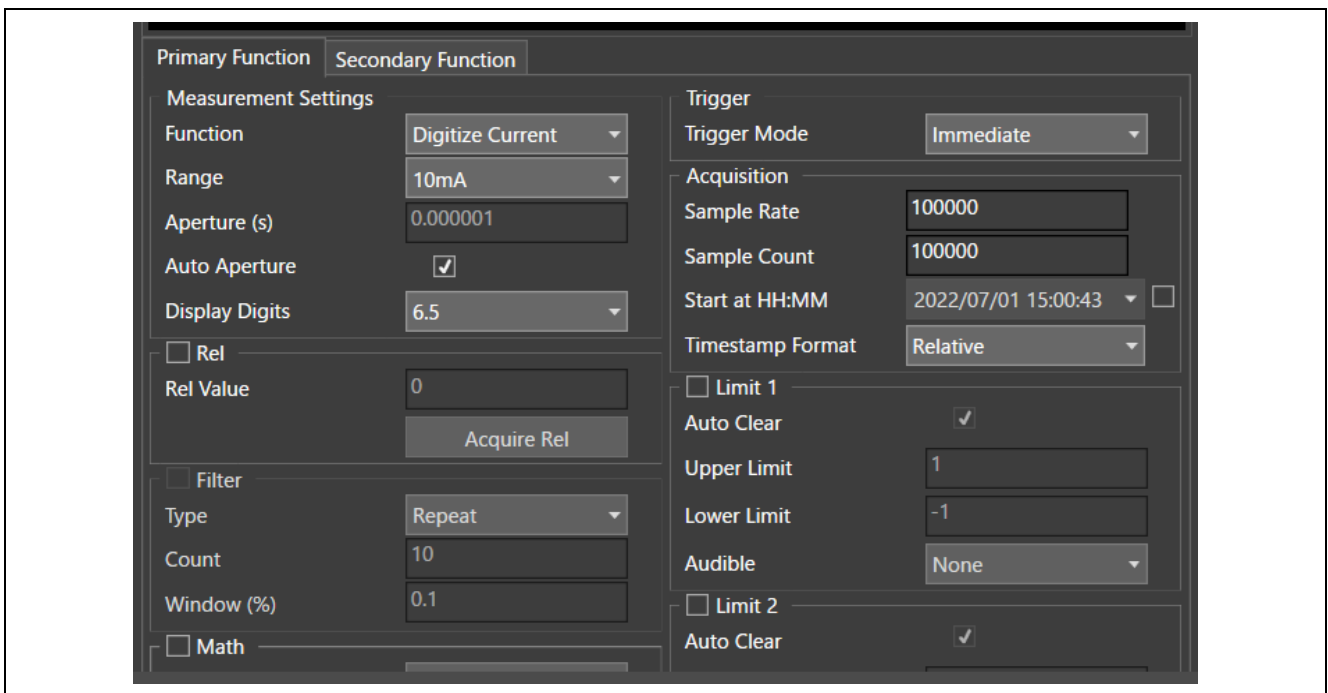 Primary Function
Secondary Function
Measurement Settings
Function
Digitize Current
Range
10mA
Aperture (s)
0.000001
Auto Aperture
Display Digits
6.5
Rel
Rel Value
0
Acquire Rel
Filter
Type
Repeat
Count
10
Window (%)
0.1
Math
Trigger
Trigger Mode
Immediate
Acquisition
Sample Rate
100000
Sample Count
100000
Start at HH:MM
2022/07/01 15:00:43
Timestamp Format
Relative
Limit 1
Auto Clear
Upper Limit
1
Lower Limit
-1
Audible
None
Limit 2
Auto Clear